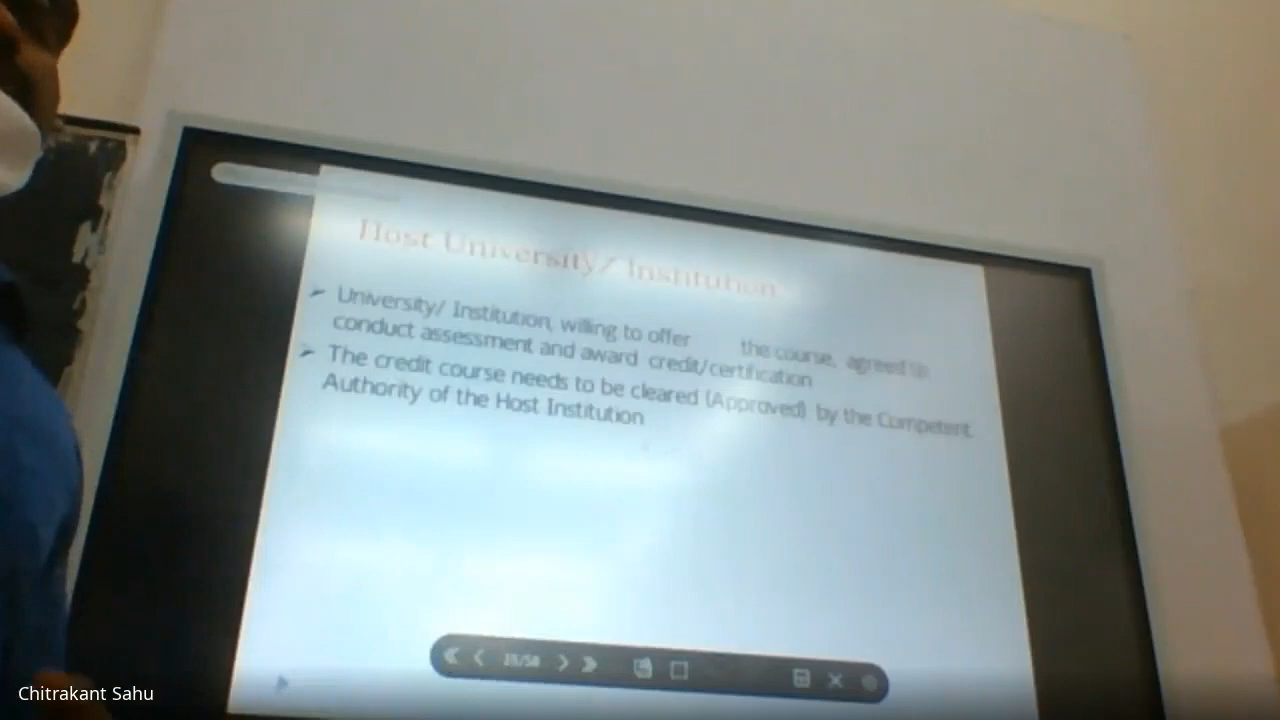 Host University/ Institution
➢ University/ Institution, willing to offer the course, agreed to
conduct assessment and award credit/certification
➢ The credit course needs to be cleared (Approved) by the Competent
Authority of the Host Institution
Chitrakant Sahu